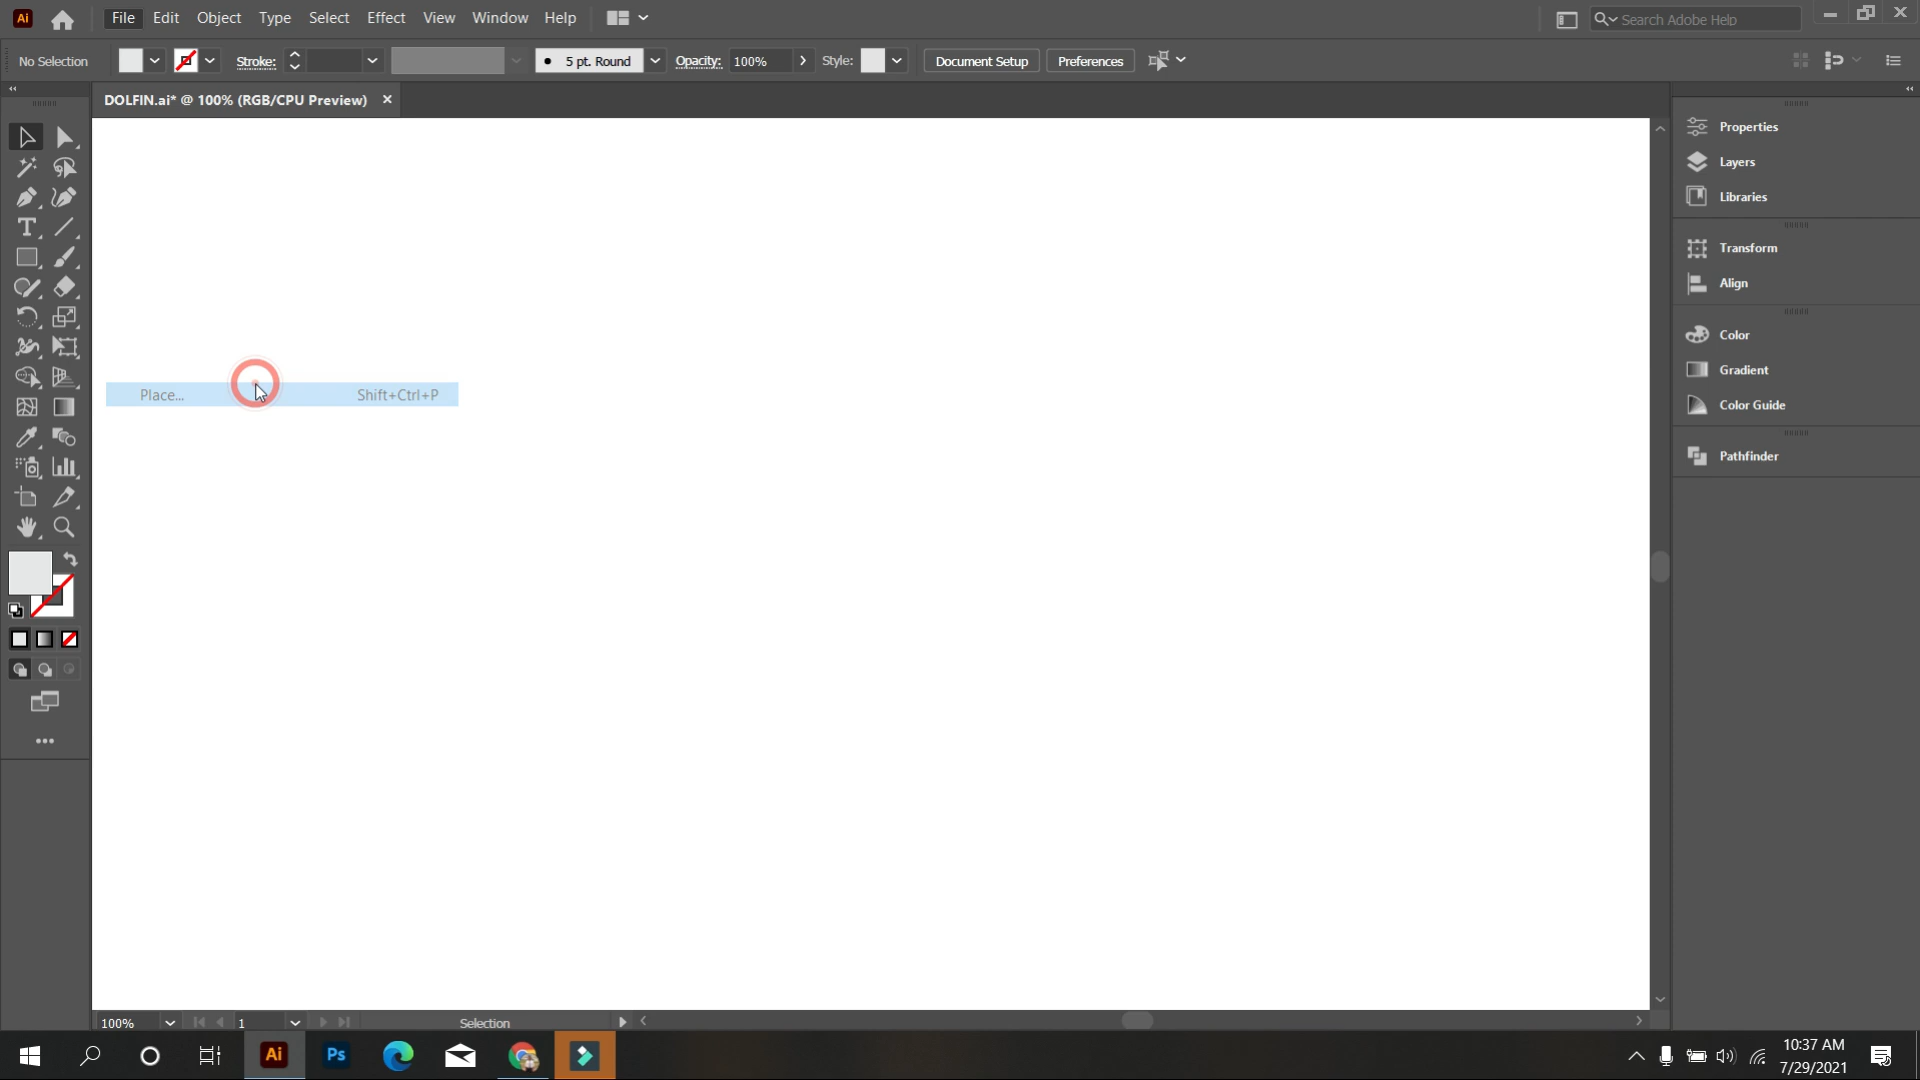 Ai File Edit Object Type Select Effect View Window Help Search Adobe Help
No Selection Stroke: 5 pt. Round Opacity: 100% Style: Document Setup Preferences
DOLFIN.ai* @ 100% (RGB/CPU Preview)
Properties
Layers
Libraries
Transform
Align
Color
Gradient
Color Guide
Pathfinder
Place... Shift+Ctrl+P
100% 1 Selection
Ai Ps
10:37 AM
7/29/2021